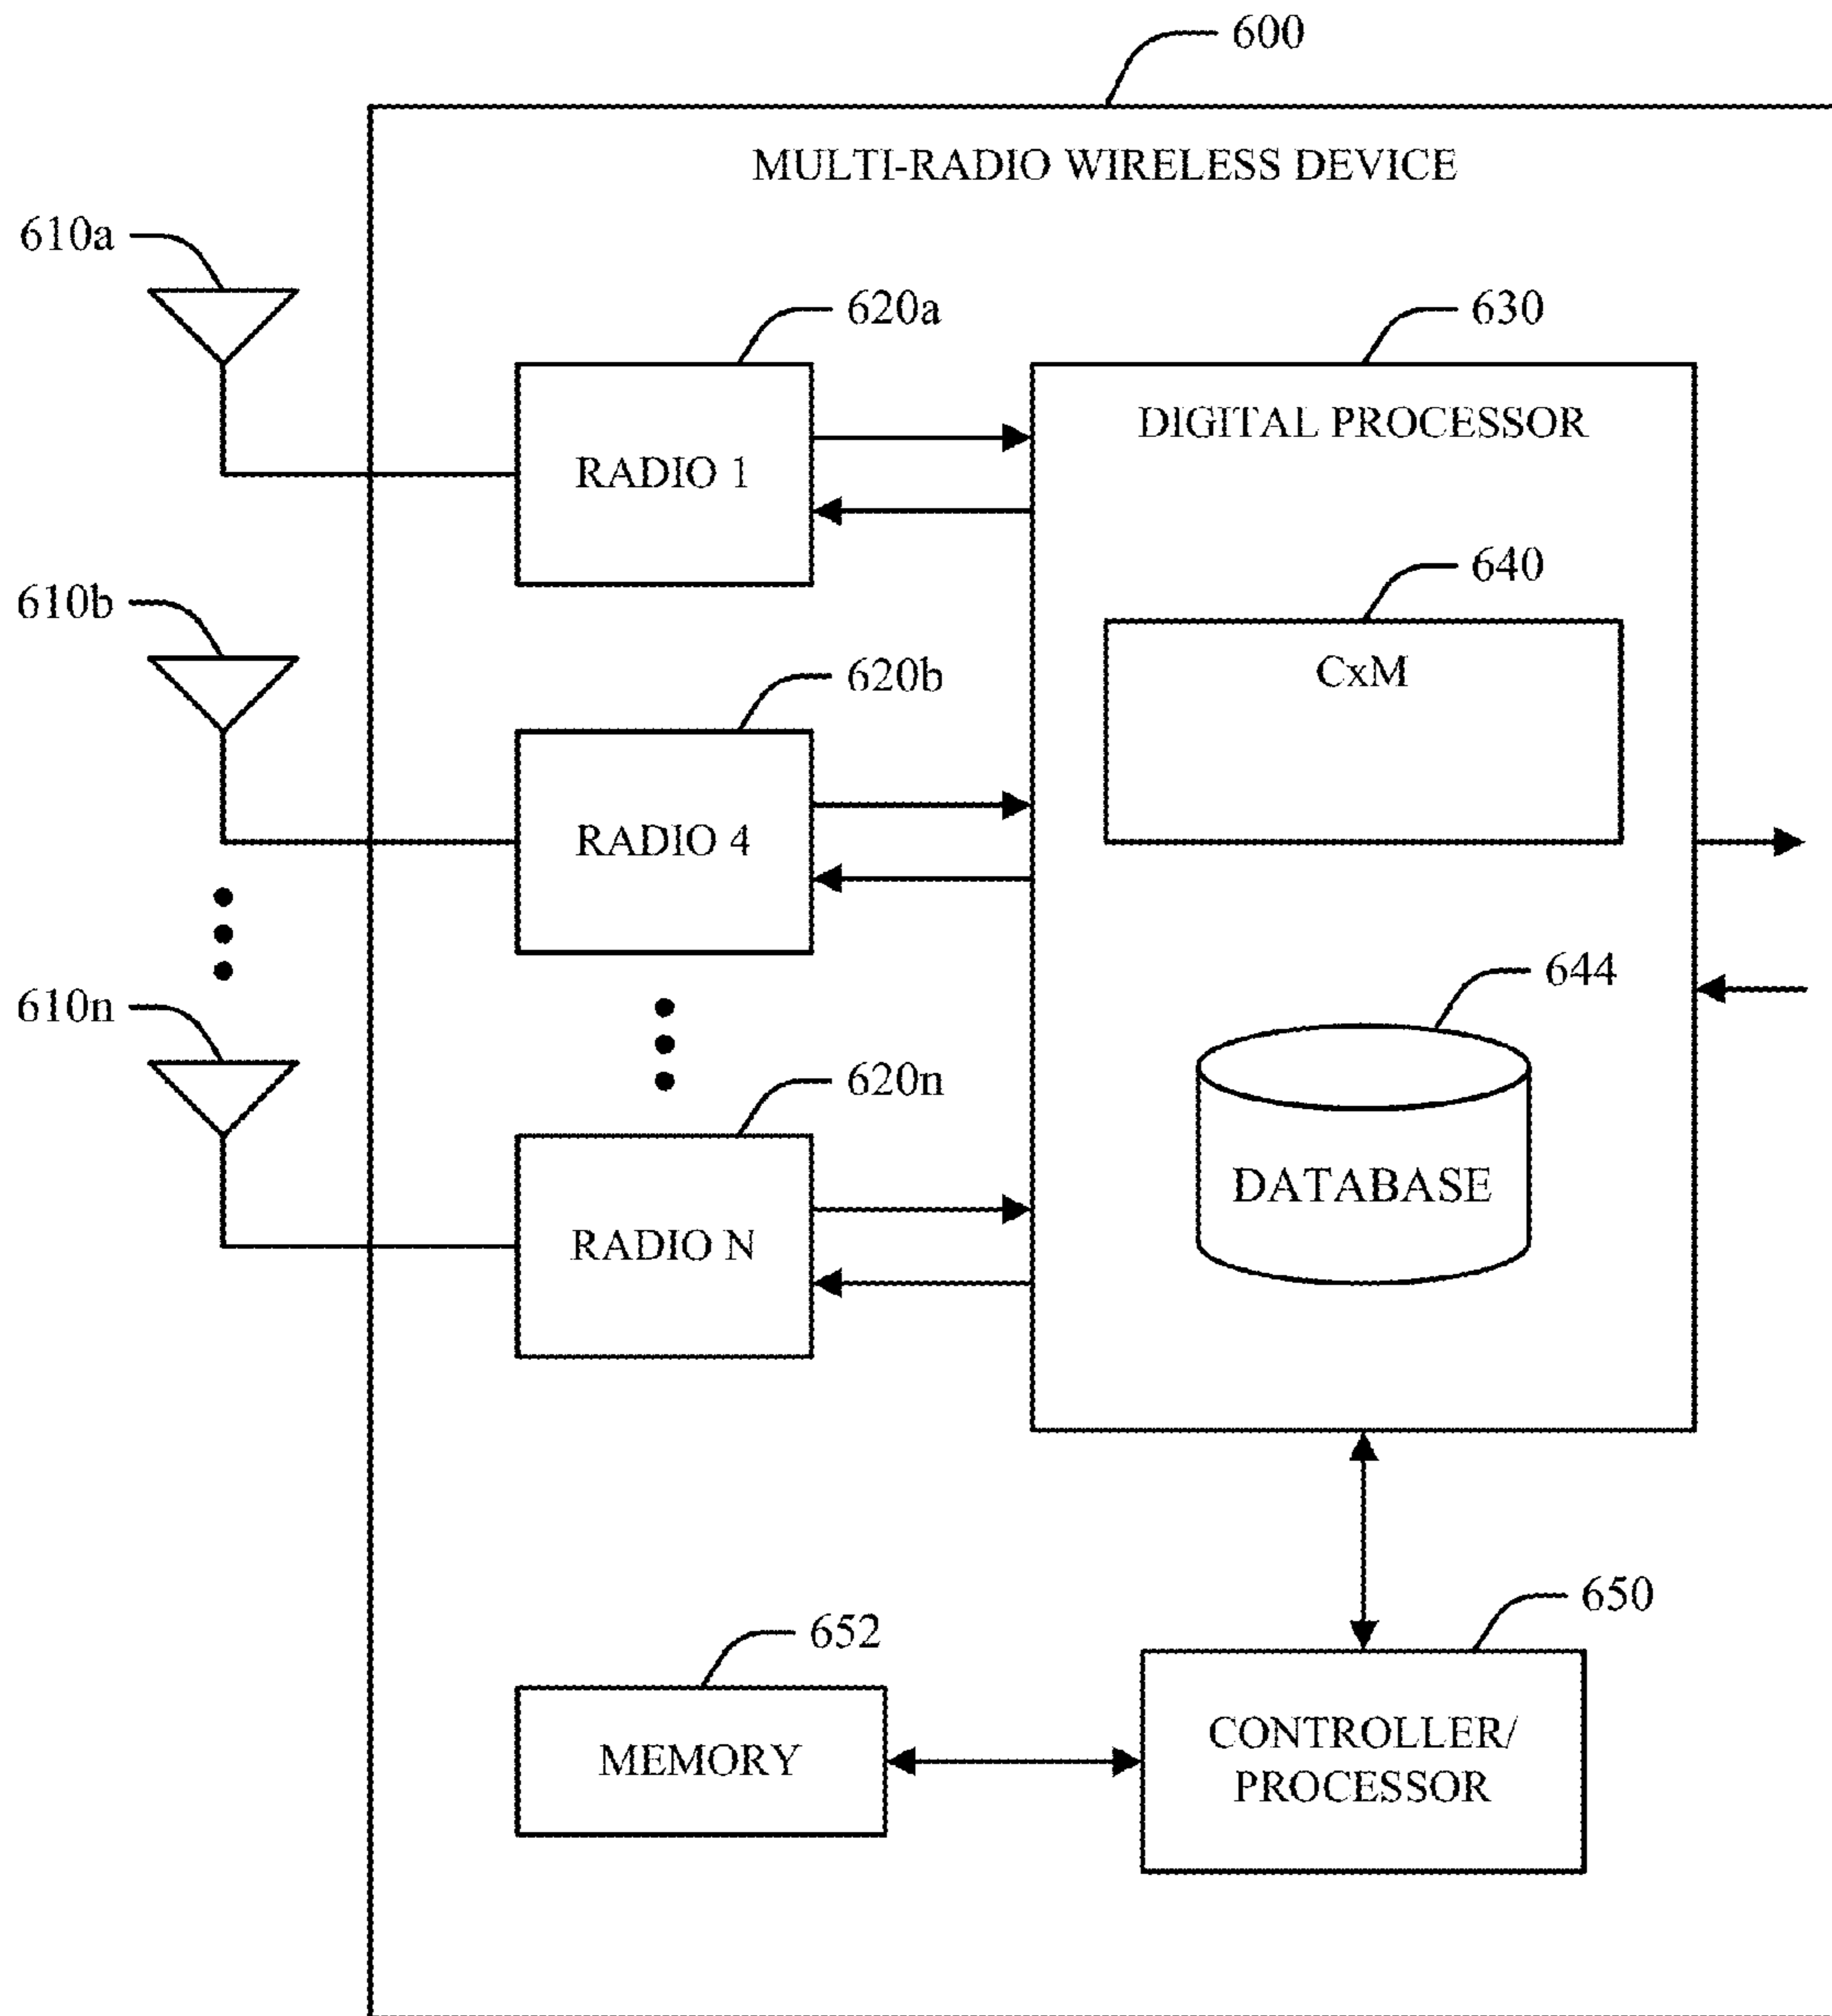 600
MULTI-RADIO WIRELESS DEVICE
610a
620a
630
DIGITAL PROCESSOR
RADIO 1
640
610b
CxM
620b
RADIO 4
644
610n
620n
DATABASE
RADIO N
650
652
CONTROLLER/
PROCESSOR
MEMORY